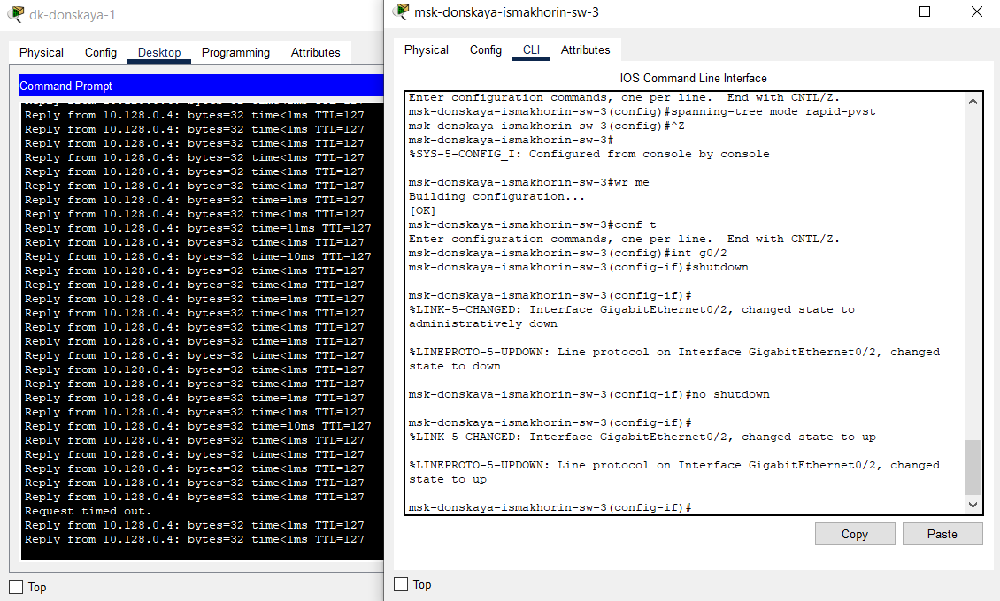 dk-donskaya-1
Physical Config Desktop Programming Attributes
Command Prompt
Reply from 10.128.0.4: bytes=32 time<1ms TTL=127
Reply from 10.128.0.4: bytes=32 time<1ms TTL=127
Reply from 10.128.0.4: bytes=32 time<1ms TTL=127
Reply from 10.128.0.4: bytes=32 time<1ms TTL=127
Reply from 10.128.0.4: bytes=32 time<1ms TTL=127
Reply from 10.128.0.4: bytes=32 time<1ms TTL=127
Reply from 10.128.0.4: bytes=32 time=1ms TTL=127
Reply from 10.128.0.4: bytes=32 time<1ms TTL=127
Reply from 10.128.0.4: bytes=32 time=11ms TTL=127
Reply from 10.128.0.4: bytes=32 time<1ms TTL=127
Reply from 10.128.0.4: bytes=32 time=10ms TTL=127
Reply from 10.128.0.4: bytes=32 time<1ms TTL=127
Reply from 10.128.0.4: bytes=32 time<1ms TTL=127
Reply from 10.128.0.4: bytes=32 time=1ms TTL=127
Reply from 10.128.0.4: bytes=32 time<1ms TTL=127
Reply from 10.128.0.4: bytes=32 time<1ms TTL=127
Reply from 10.128.0.4: bytes=32 time<1ms TTL=127
Reply from 10.128.0.4: bytes=32 time<1ms TTL=127
Reply from 10.128.0.4: bytes=32 time<1ms TTL=127
Reply from 10.128.0.4: bytes=32 time<1ms TTL=127
Reply from 10.128.0.4: bytes=32 time=1ms TTL=127
Reply from 10.128.0.4: bytes=32 time<1ms TTL=127
Reply from 10.128.0.4: bytes=32 time=10ms TTL=127
Reply from 10.128.0.4: bytes=32 time<1ms TTL=127
Reply from 10.128.0.4: bytes=32 time<1ms TTL=127
Reply from 10.128.0.4: bytes=32 time<1ms TTL=127
Reply from 10.128.0.4: bytes=32 time<1ms TTL=127
Reply from 10.128.0.4: bytes=32 time<1ms TTL=127
Request timed out.
Reply from 10.128.0.4: bytes=32 time<1ms TTL=127
Reply from 10.128.0.4: bytes=32 time<1ms TTL=127
Top
msk-donskaya-ismakhorin-sw-3
Physical Config CLI Attributes
IOS Command Line Interface
Enter configuration commands, one per line.  End with CNTL/Z.
msk-donskaya-ismakhorin-sw-3(config)#spanning-tree mode rapid-pvst
msk-donskaya-ismakhorin-sw-3(config)#^Z
msk-donskaya-ismakhorin-sw-3#
%SYS-5-CONFIG_I: Configured from console by console
msk-donskaya-ismakhorin-sw-3#wr me
Building configuration...
[OK]
msk-donskaya-ismakhorin-sw-3#conf t
Enter configuration commands, one per line.  End with CNTL/Z.
msk-donskaya-ismakhorin-sw-3(config)#int g0/2
msk-donskaya-ismakhorin-sw-3(config-if)#shutdown
msk-donskaya-ismakhorin-sw-3(config-if)#
%LINK-5-CHANGED: Interface GigabitEthernet0/2, changed state to
administratively down
%LINEPROTO-5-UPDOWN: Line protocol on Interface GigabitEthernet0/2, changed
state to down
msk-donskaya-ismakhorin-sw-3(config-if)#no shutdown
msk-donskaya-ismakhorin-sw-3(config-if)#
%LINK-5-CHANGED: Interface GigabitEthernet0/2, changed state to up
%LINEPROTO-5-UPDOWN: Line protocol on Interface GigabitEthernet0/2, changed
state to up
msk-donskaya-ismakhorin-sw-3(config-if)#
Copy Paste
Top